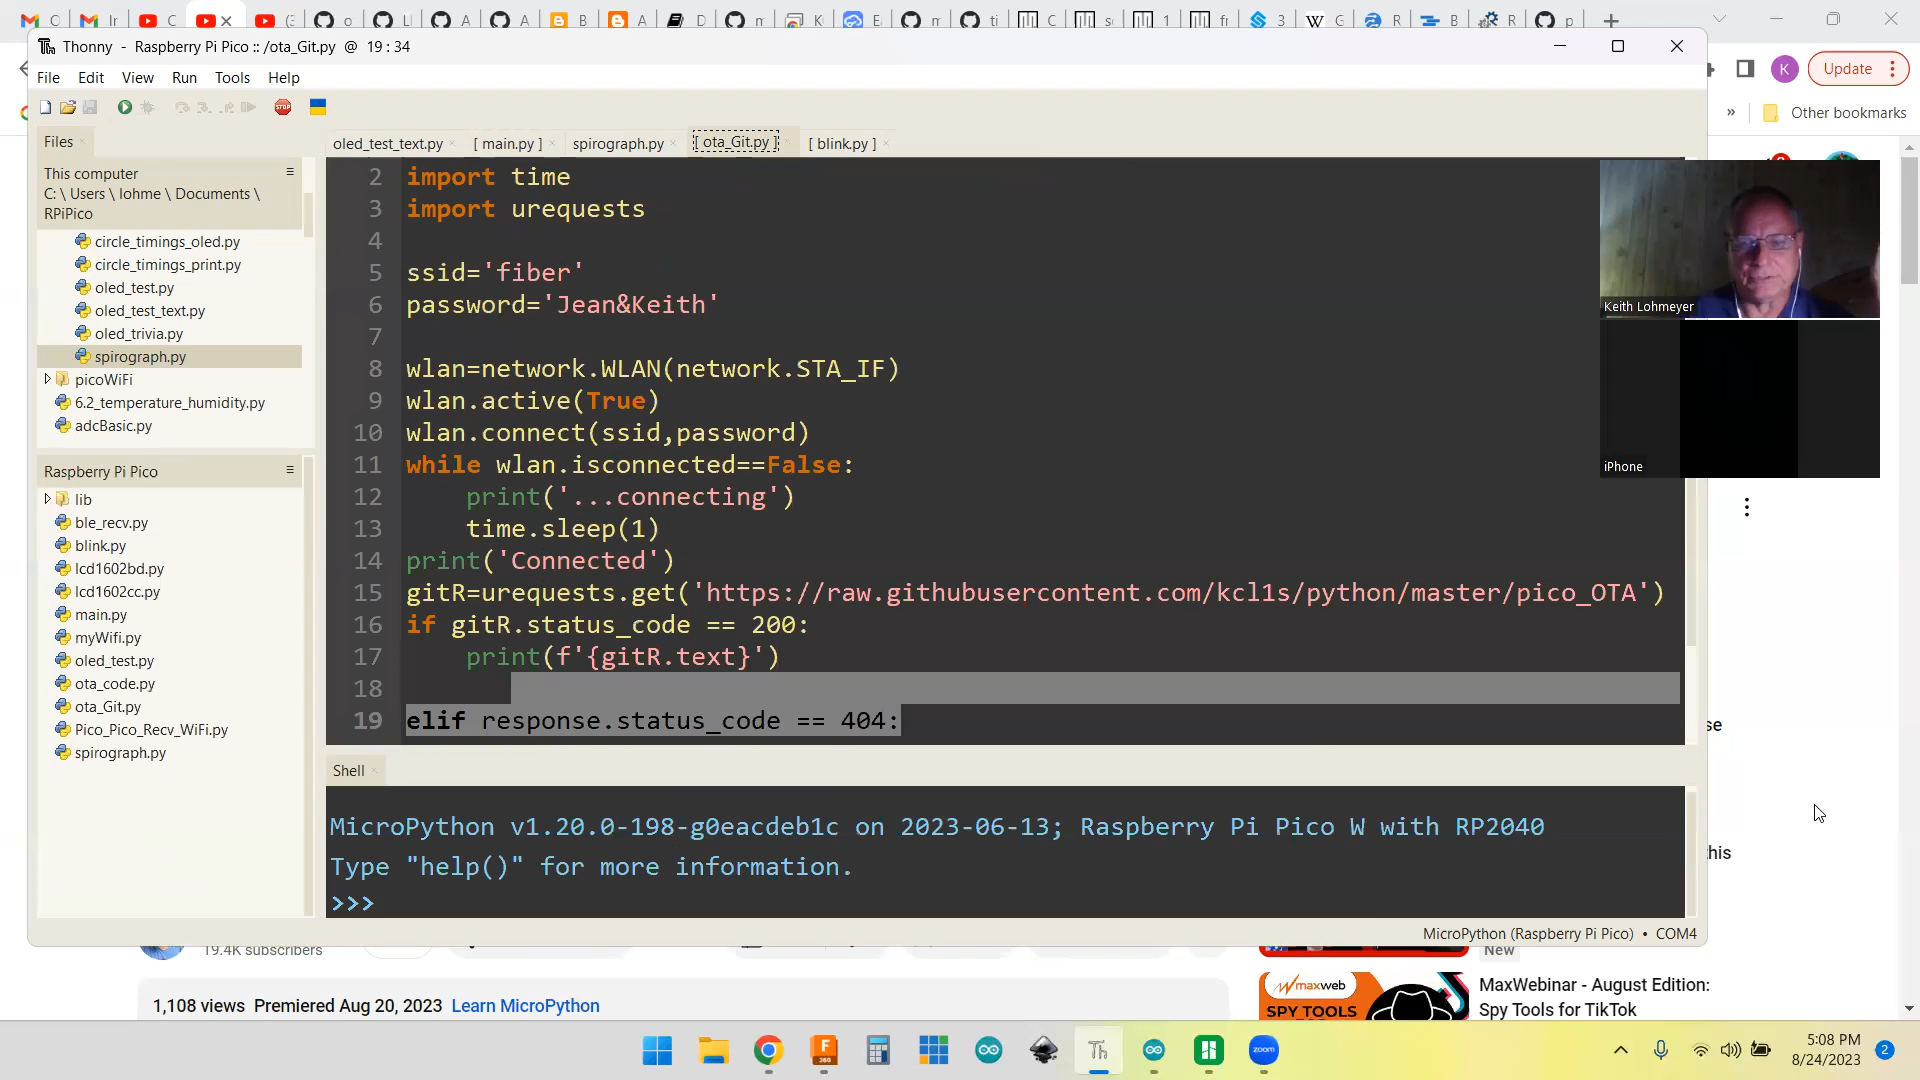 Thonny - Raspberry Pi Pico :: /ota_Git.py @ 19 : 34
File Edit View Run Tools Help
K Update
Other bookmarks
Files
oled_test_text.py [ main.py ] spirograph.py [ ota_Git.py ] [ blink.py ]
This computer
C: \ Users \ lohme \ Documents \
RPiPico
circle_timings_oled.py
circle_timings_print.py
oled_test.py
oled_test_text.py
oled_trivia.py
spirograph.py
picoWiFi
6.2_temperature_humidity.py
adcBasic.py
Raspberry Pi Pico
lib
ble_recv.py
blink.py
lcd1602bd.py
lcd1602cc.py
main.py
myWifi.py
oled_test.py
ota_code.py
ota_Git.py
Pico_Pico_Recv_WiFi.py
spirograph.py
2 import time
3 import urequests
4
5 ssid='fiber'
6 password='Jean&Keith'
7
8 wlan=network.WLAN(network.STA_IF)
9 wlan.active(True)
10 wlan.connect(ssid,password)
11 while wlan.isconnected==False:
12 print('...connecting')
13 time.sleep(1)
14 print('Connected')
15 gitR=urequests.get('https://raw.githubusercontent.com/kcl1s/python/master/pico_OTA')
16 if gitR.status_code == 200:
17 print(f'{gitR.text}')
18
19 elif response.status_code == 404:
Keith Lohmeyer
iPhone
Shell
MicroPython v1.20.0-198-g0eacdeb1c on 2023-06-13; Raspberry Pi Pico W with RP2040
Type "help()" for more information.
>>>
MicroPython (Raspberry Pi Pico) • COM4
19.4K subscribers
New
1,108 views Premiered Aug 20, 2023 Learn MicroPython
maxweb
SPY TOOLS
MaxWebinar - August Edition:
Spy Tools for TikTok
Th
zoom
5:08 PM
8/24/2023
2